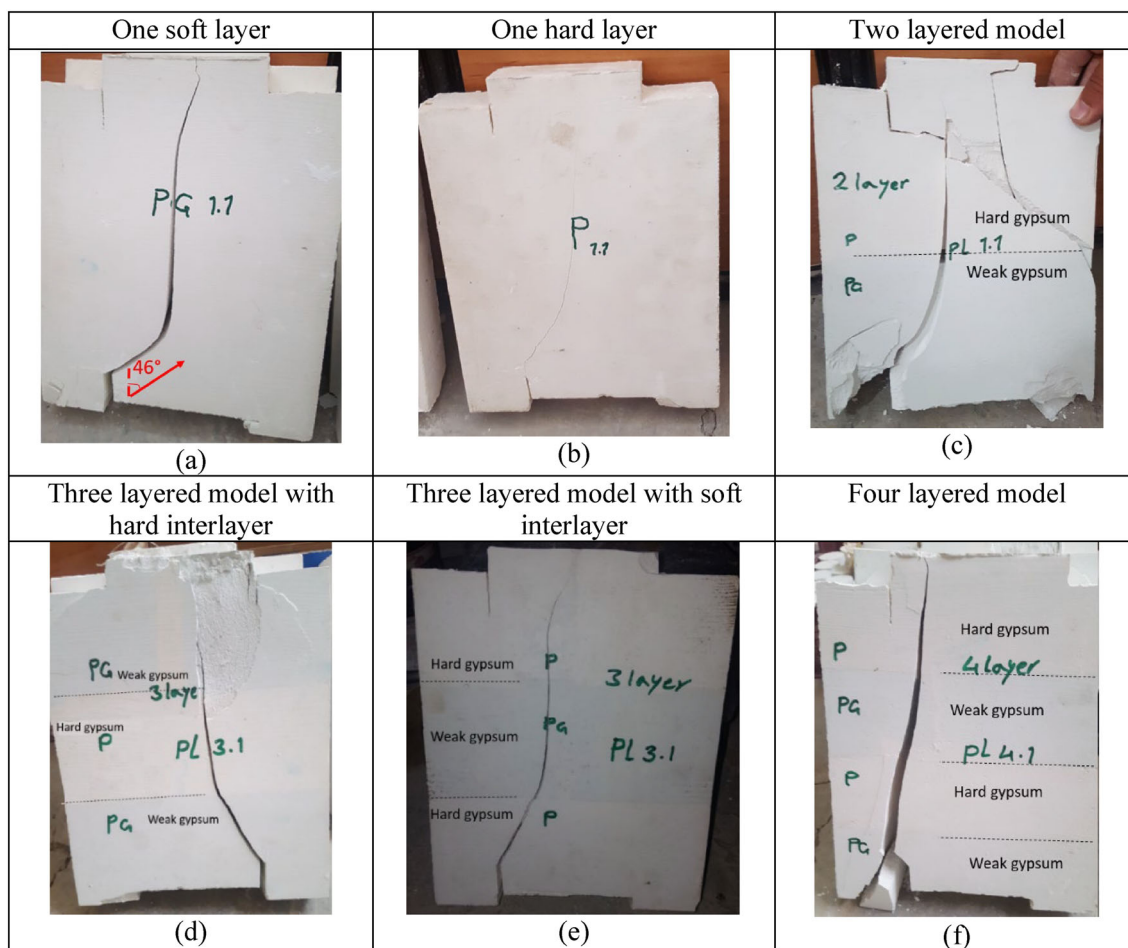 One soft layer
One hard layer
Two layered model
PG 1.1
46°
(a)
P 1.1
(b)
2 layer
Hard gypsum
P
PL 1.1
Weak gypsum
PG
(c)
Three layered model with
hard interlayer
Three layered model with soft
interlayer
Four layered model
PG Weak gypsum
3 laye
Hard gypsum
P
PL 3.1
PG Weak gypsum
(d)
Hard gypsum
P
3 layer
Weak gypsum
PG
PL 3.1
Hard gypsum
P
(e)
Hard gypsum
P
4 layer
PG
Weak gypsum
PL 4.1
P
Hard gypsum
PG
Weak gypsum
(f)